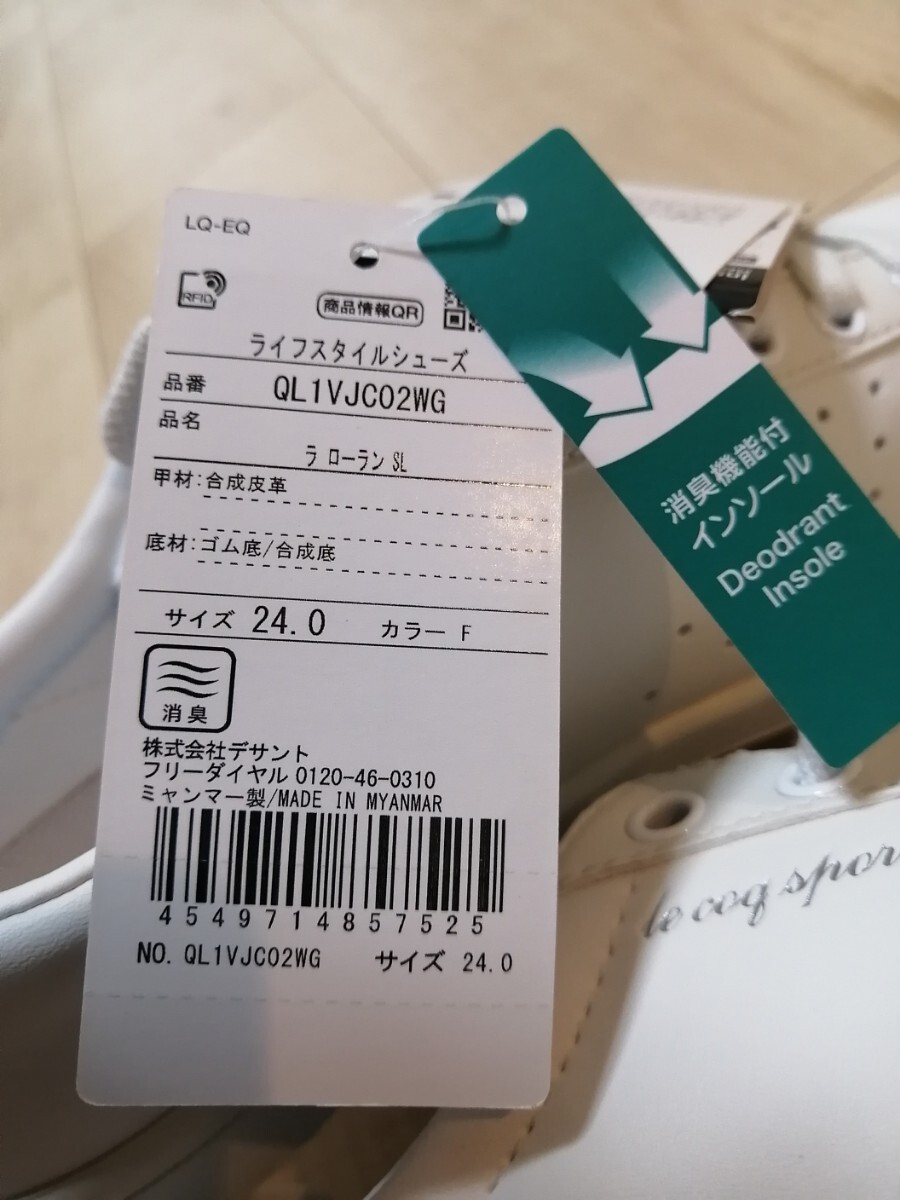 LQ-EQ
RFID
商品情報QR
ライフスタイルシューズ
品番 QL1VJC02WG
品名
ラ ローラン SL
甲材:合成皮革
底材:ゴム底/合成底
サイズ 24.0 カラー F
消臭
株式会社デサント
フリーダイヤル 0120-46-0310
ミャンマー製/MADE IN MYANMAR
4549714857525
NO. QL1VJC02WG サイズ 24.0
消臭機能付
インソール
Deodrant
Insole
le coq spor